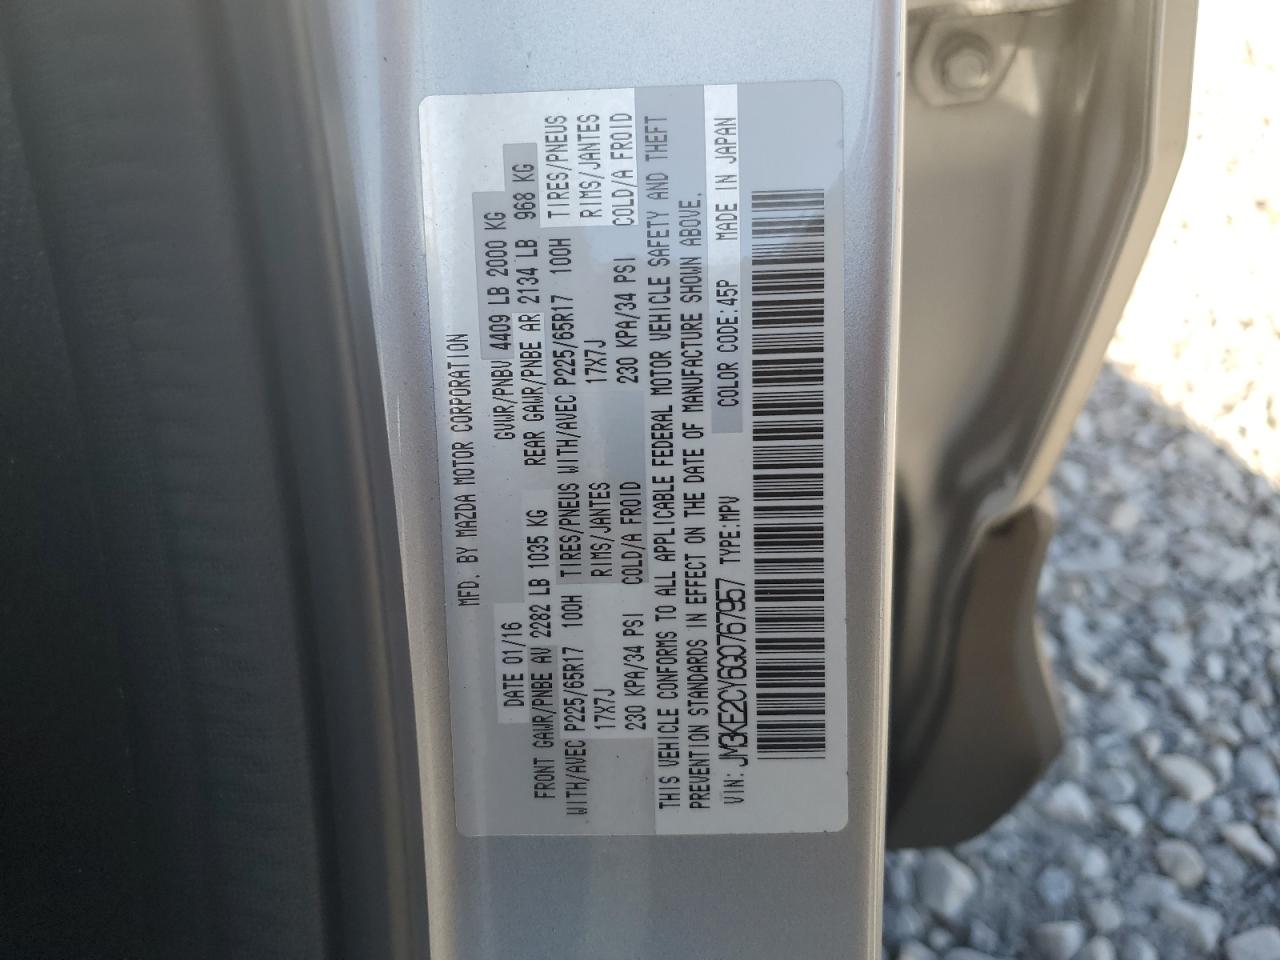 MFD. BY MAZDA MOTOR CORPORATION
DATE 01/16 GVWR/PNBV 4409 LB 2000 KG
FRONT GAWR/PNBE AV 2282 LB 1035 KG REAR GAWR/PNBE AR 2134 LB 968 KG
WITH/AVEC P225/65R17 100H TIRES/PNEUS WITH/AVEC P225/65R17 100H TIRES/PNEUS
17X7J RIMS/JANTES 17X7J RIMS/JANTES
230 KPA/34 PSI COLD/A FROID 230 KPA/34 PSI COLD/A FROID
THIS VEHICLE CONFORMS TO ALL APPLICABLE FEDERAL MOTOR VEHICLE SAFETY AND THEFT
PREVENTION STANDARDS IN EFFECT ON THE DATE OF MANUFACTURE SHOWN ABOVE.
VIN: JM3KE2CY6G0767957 TYPE:MPV COLOR CODE:45P MADE IN JAPAN